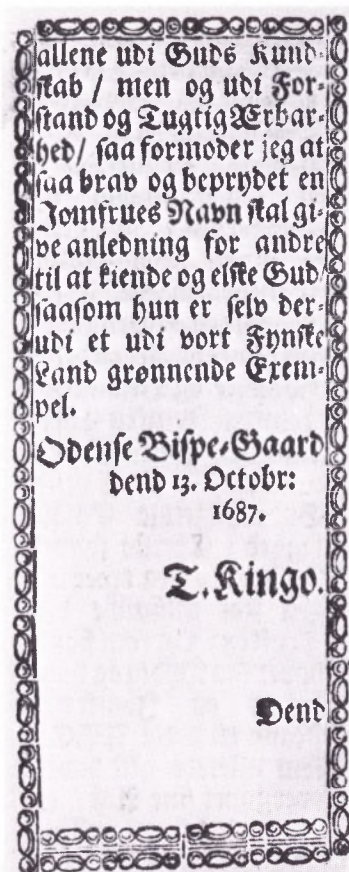 allene udi Guds Kund-
skab / men og udi For-
stand og Tugtig Ærbar-
hed / saa formoder jeg at
saa brav og beprydet en
Jomfrues Navn skal gi-
ve anledning for andre
til at kiende og elske Gud/
saasom hun er selv der-
udi et udi vort Fynske
Land grønnende Exem-
pel.
Odense Bispe-Gaard
dend 13. Octobr:
1687.
T. Kingo.
Dend